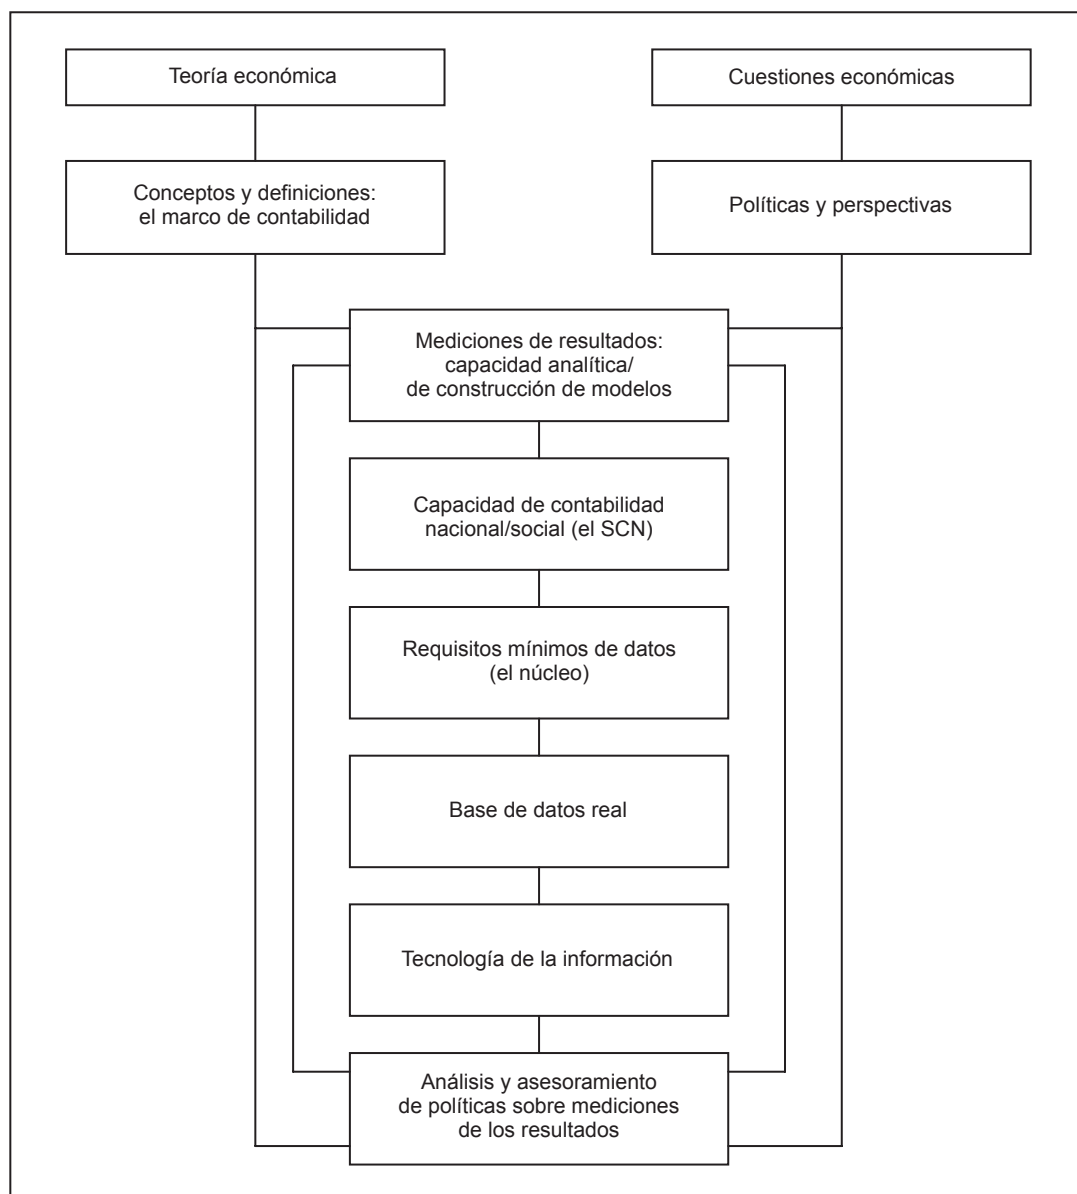 Teoría económica
Cuestiones económicas
Conceptos y definiciones:
el marco de contabilidad
Políticas y perspectivas
Mediciones de resultados:
capacidad analítica/
de construcción de modelos
Capacidad de contabilidad
nacional/social (el SCN)
Requisitos mínimos de datos
(el núcleo)
Base de datos real
Tecnología de la información
Análisis y asesoramiento
de políticas sobre mediciones
de los resultados